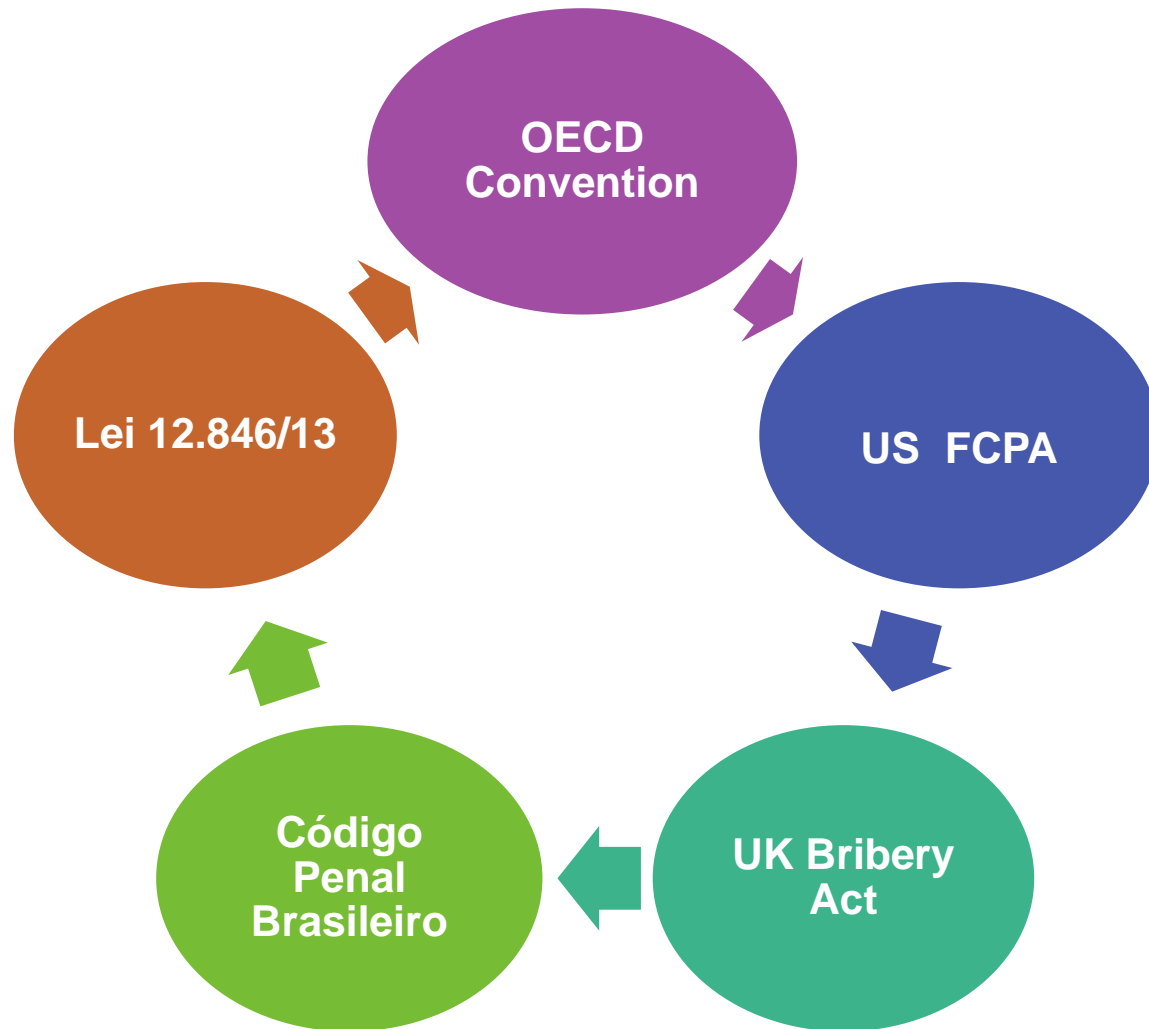 OECD
Convention
US FCPA
UK Bribery
Act
Código
Penal
Brasileiro
Lei 12.846/13